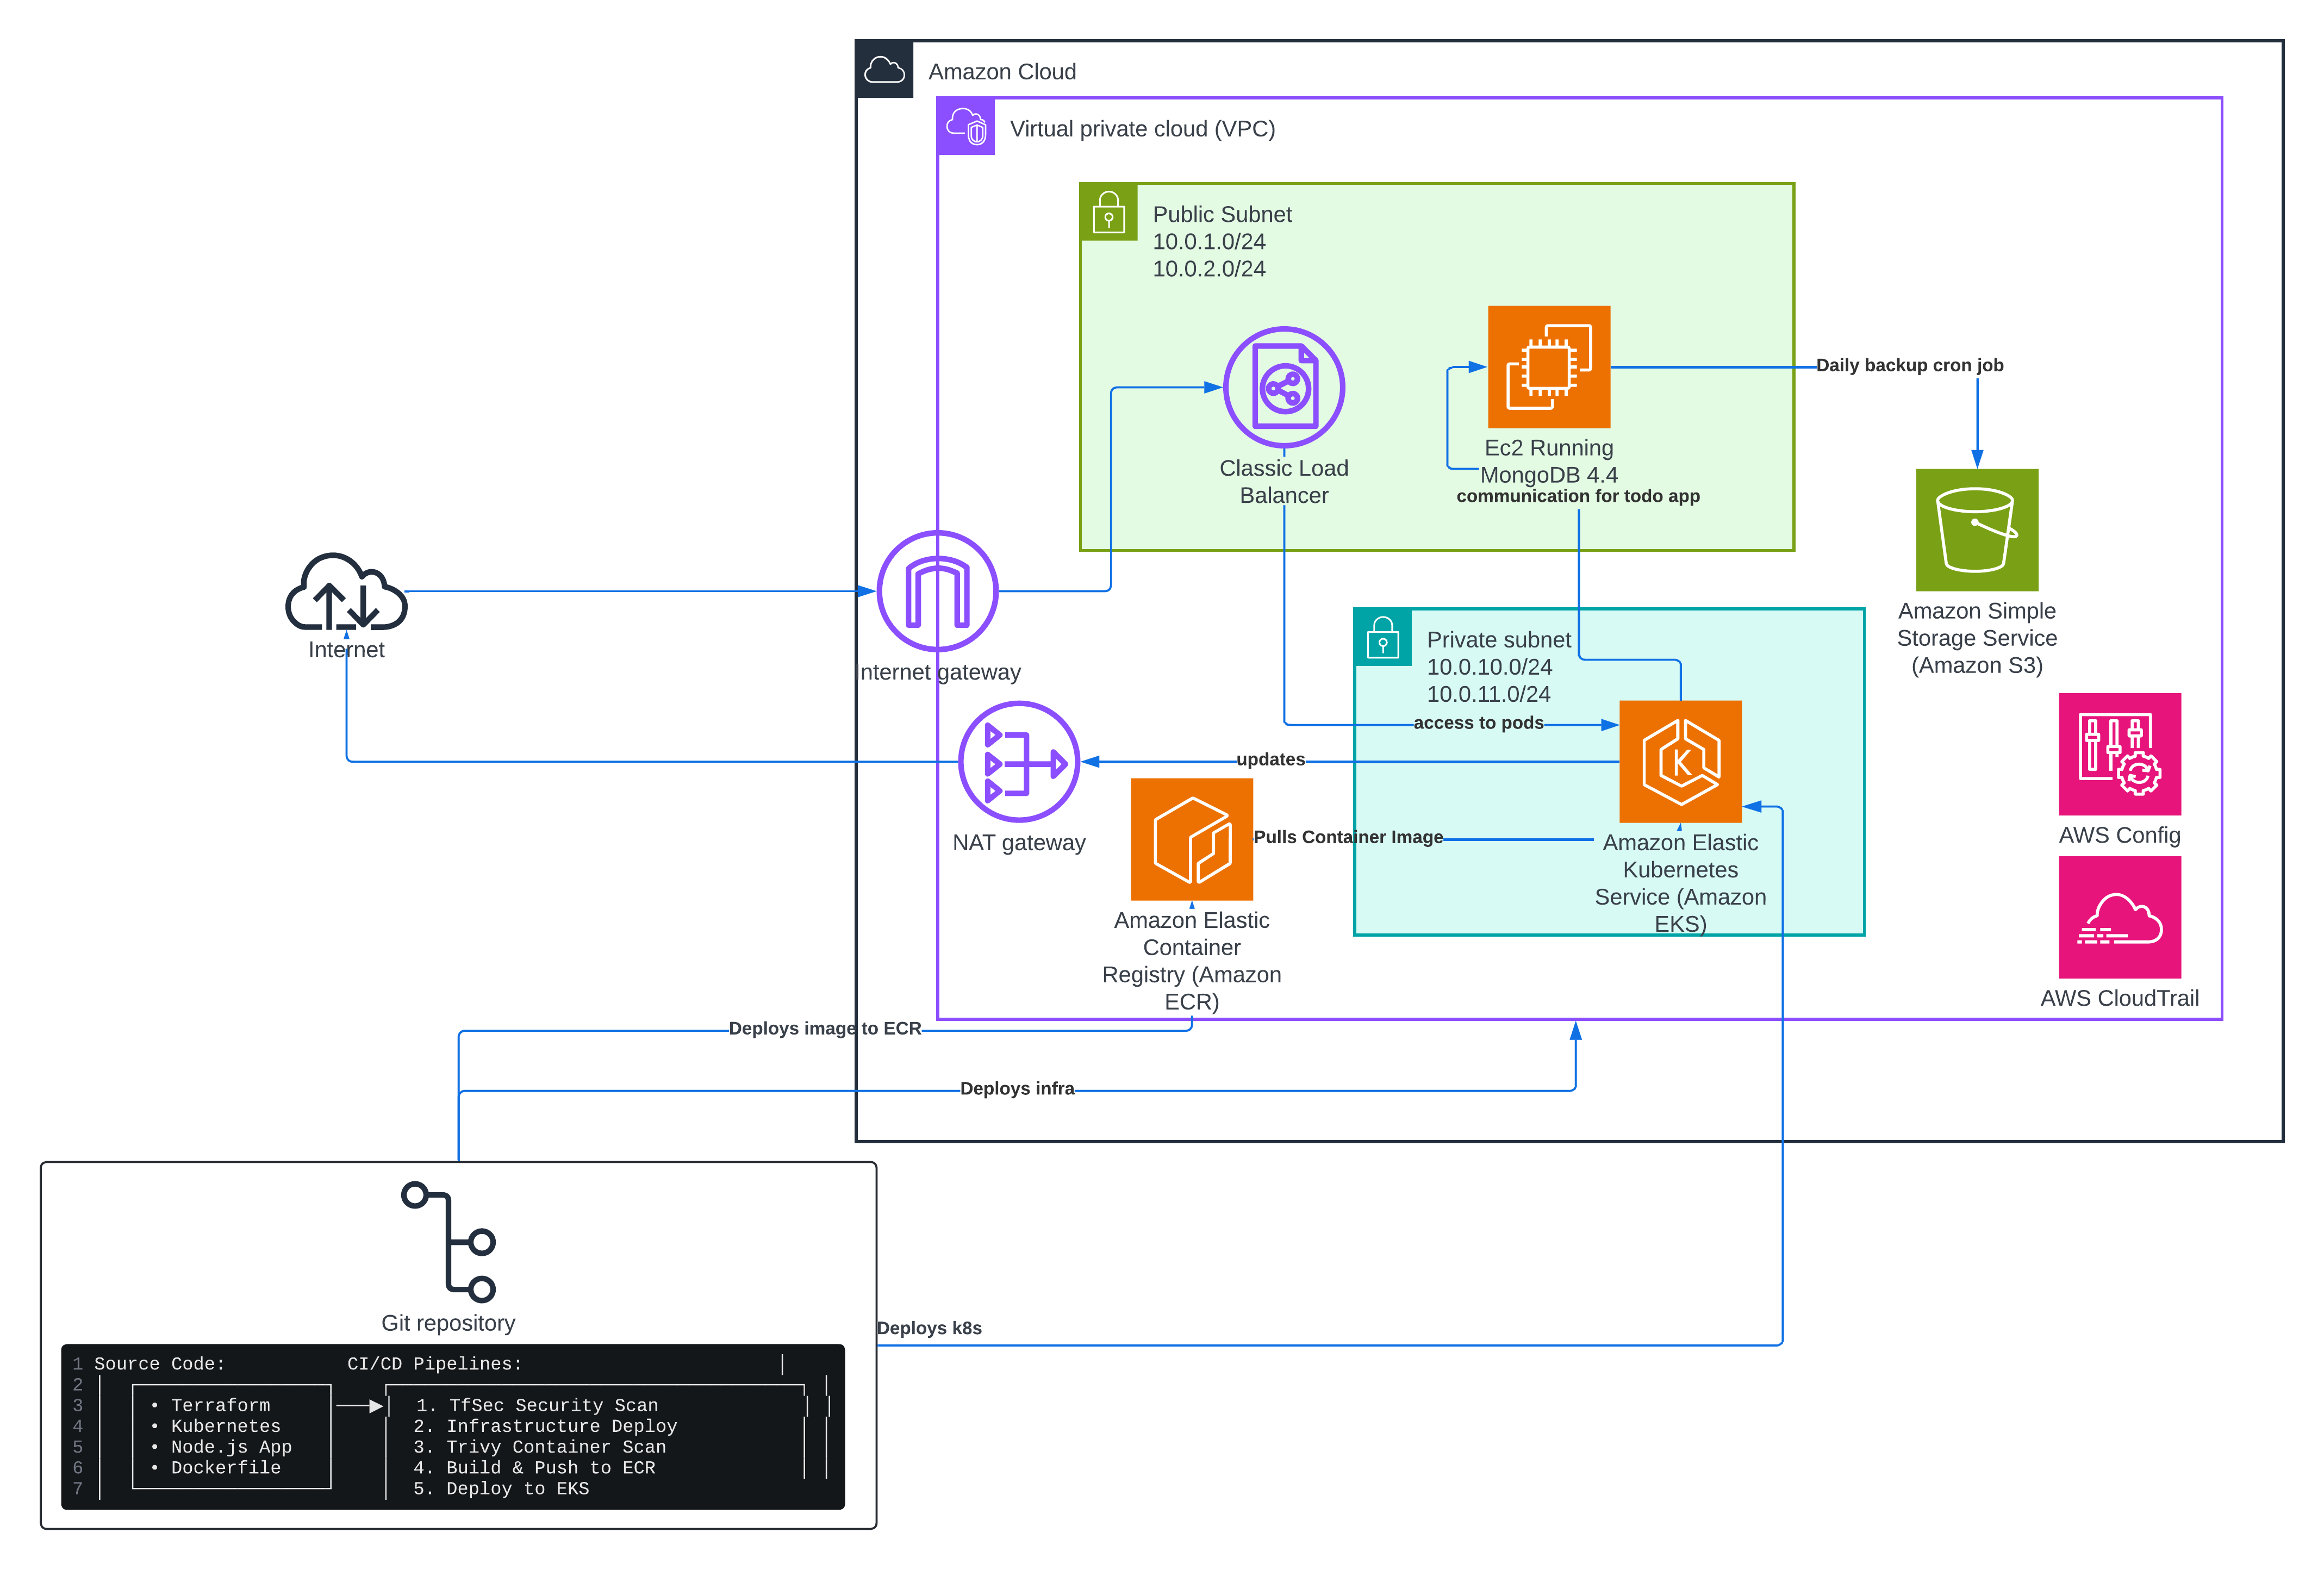 Amazon Cloud
Virtual private cloud (VPC)
Public Subnet
10.0.1.0/24
10.0.2.0/24
Classic Load
Balancer
Ec2 Running
MongoDB 4.4
communication for todo app
Daily backup cron job
Amazon Simple
Storage Service
(Amazon S3)
Internet
Internet gateway
Private subnet
10.0.10.0/24
10.0.11.0/24
access to pods
updates
NAT gateway
Pulls Container Image
Amazon Elastic
Kubernetes
Service (Amazon
EKS)
K
Amazon Elastic
Container
Registry (Amazon
ECR)
AWS Config
AWS CloudTrail
Deploys image to ECR
Deploys infra
Deploys k8s
Git repository
1 Source Code: CI/CD Pipelines:
2
3 • Terraform 1. TfSec Security Scan
4 • Kubernetes 2. Infrastructure Deploy
5 • Node.js App 3. Trivy Container Scan
6 • Dockerfile 4. Build & Push to ECR
7 5. Deploy to EKS